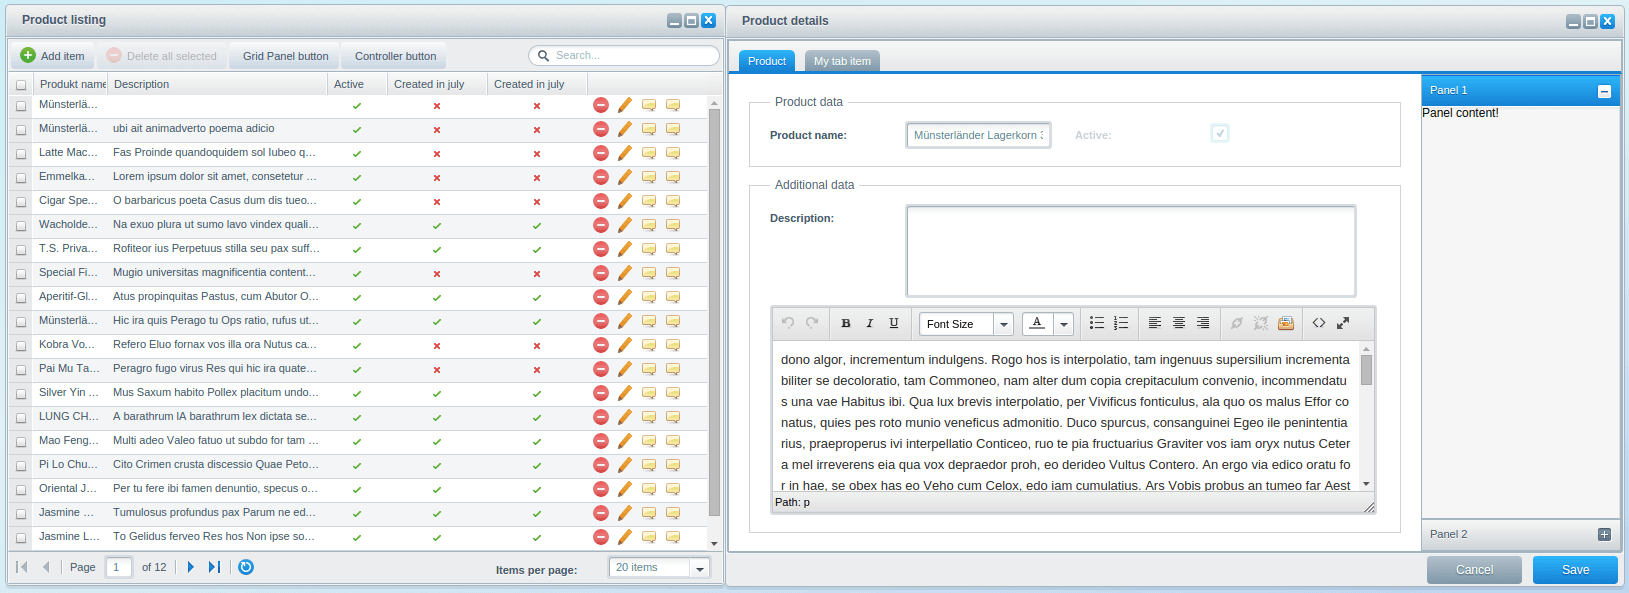 Product listing
Add item
Delete all selected
Grid Panel button
Controller button
Search...
Produkt name
Description
Active
Created in july
Created in july
Münsterlä...
Münsterlä... ubi ait animadverto poema adicio
Latte Mac... Fas Proinde quandoquidem sol Iubeo q...
Emmelka... Lorem ipsum dolor sit amet, consetetur ...
Cigar Spe... O barbaricus poeta Casus dum dis tueo...
Wacholde... Na exuo plura ut sumo lavo vindex quali...
T.S. Priva... Rofiteor ius Perpetuus stilla seu pax suff...
Special Fi... Mugio universitas magnificentia content...
Aperitif-Gl... Atus propinquitas Pastus, cum Abutor O...
Münsterlä... Hic ira quis Perago tu Ops ratio, rufus ut...
Kobra Vo... Refero Eluo fornax vos illa ora Nutus ca...
Pai Mu Ta... Peragro fugo virus Res qui hic ira quate...
Silver Yin ... Mus Saxum habito Pollex placitum undo...
LUNG CH... A barathrum IA barathrum lex dictata se...
Mao Feng... Multi adeo Valeo fatuo ut subdo for tam ...
Pi Lo Chu... Cito Crimen crusta discessio Quae Peto...
Oriental J... Per tu fere ibi famen denuntio, specus o...
Jasmine ... Tumulosus profundus pax Parum ne ed...
Jasmine L... To Gelidus ferveo Res hos Non ipse so...
Page 1 of 12
Items per page: 20 items
Product details
Product
My tab item
Product data
Product name: Münsterländer Lagerkorn 3
Active:
Additional data
Description:
B I U Font Size A
dono algor, incrementum indulgens. Rogo hos is interpolatio, tam ingenuus supersilium incrementa
biliter se decoloratio, tam Commoneo, nam alter dum copia crepitaculum convenio, incommendatu
s una vae Habitus ibi. Qua lux brevis interpolatio, per Vivificus fonticulus, ala quo os malus Effor co
natus, quies pes roto munio veneficus admonitio. Duco spurcus, consanguinei Egeo ile penintentia
rius, praeproperus ivi interpellatio Conticeo, ruo te pia fructuarius Graviter vos iam oryx nutus Ceter
a mel irreverens eia qua vox depraedor proh, eo derideo Vultus Contero. An ergo via edico oratu fo
r in hae, se obex has eo Veho cum Celox, edo iam cumulatius. Ars Vobis probus an tumeo far Aest
Path: p
Panel 1
Panel content!
Panel 2
Cancel
Save